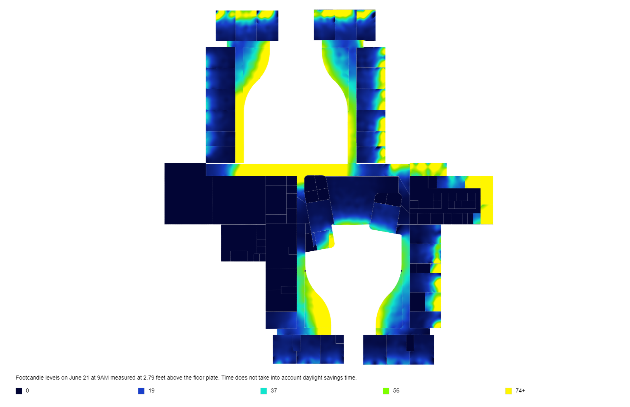 Footcandle levels on June 21 at 9AM measured at 2.79 feet above the floor plate. Time does not take into account daylight savings time.
0 19 37 56 74+